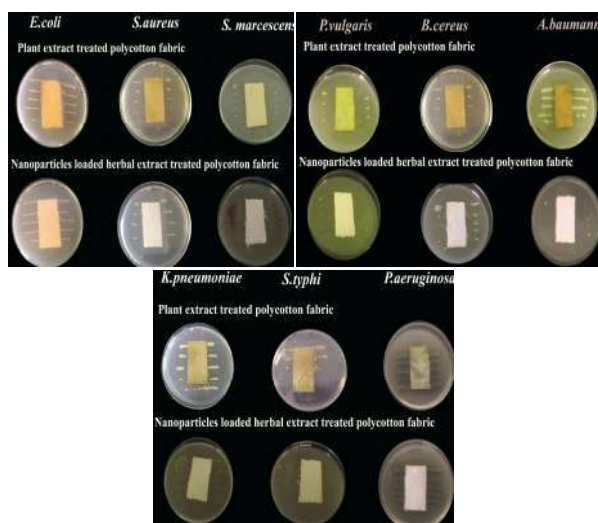 E.coli S.aureus S. marcescens
Plant extract treated polycotton fabric
Nanoparticles loaded herbal extract treated polycotton fabric
P.vulgaris B.cereus A.baumann
Plant extract treated polycotton fabric
Nanoparticles loaded herbal extract treated polycotton fabric
K.pneumoniae S.typhi P.aeruginosa
Plant extract treated polycotton fabric
Nanoparticles loaded herbal extract treated polycotton fabric